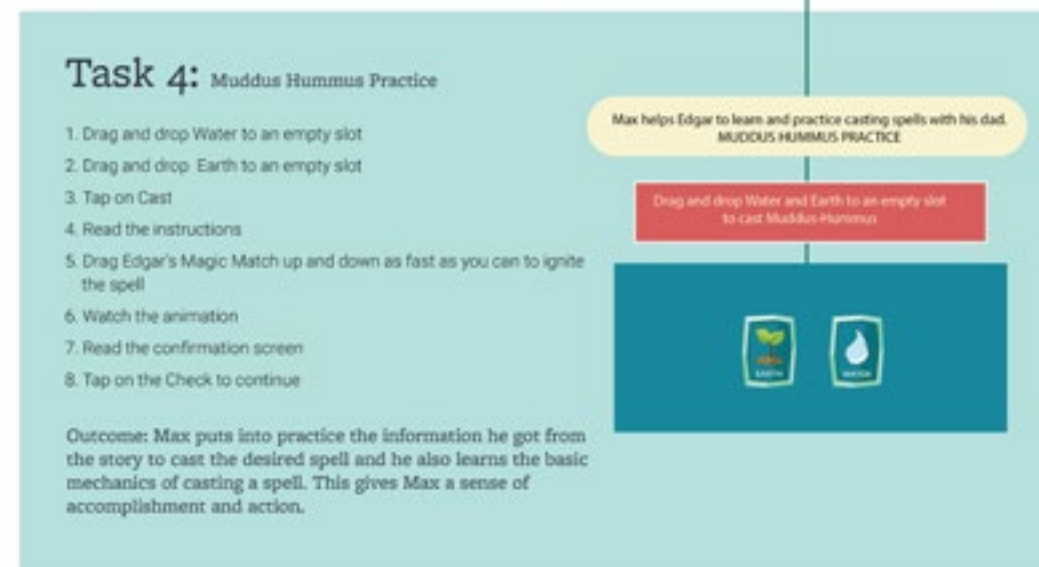 Task 4: Muddus Hummus Practice
1. Drag and drop Water to an empty slot
2. Drag and drop Earth to an empty slot
3. Tap on Cast
4. Read the instructions
5. Drag Edgar's Magic Match up and down as fast as you can to ignite
the spell
6. Watch the animation
7. Read the confirmation screen
8. Tap on the Check to continue
Outcome: Max puts into practice the information he got from
the story to cast the desired spell and he also learns the basic
mechanics of casting a spell. This gives Max a sense of
accomplishment and action.
Max helps Edgar to learn and practice casting spells with his dad.
MUDDUS HUMMUS PRACTICE
Drag and drop Water and Earth to an empty slot
to cast Muddus-Hummus
EARTH
WATER